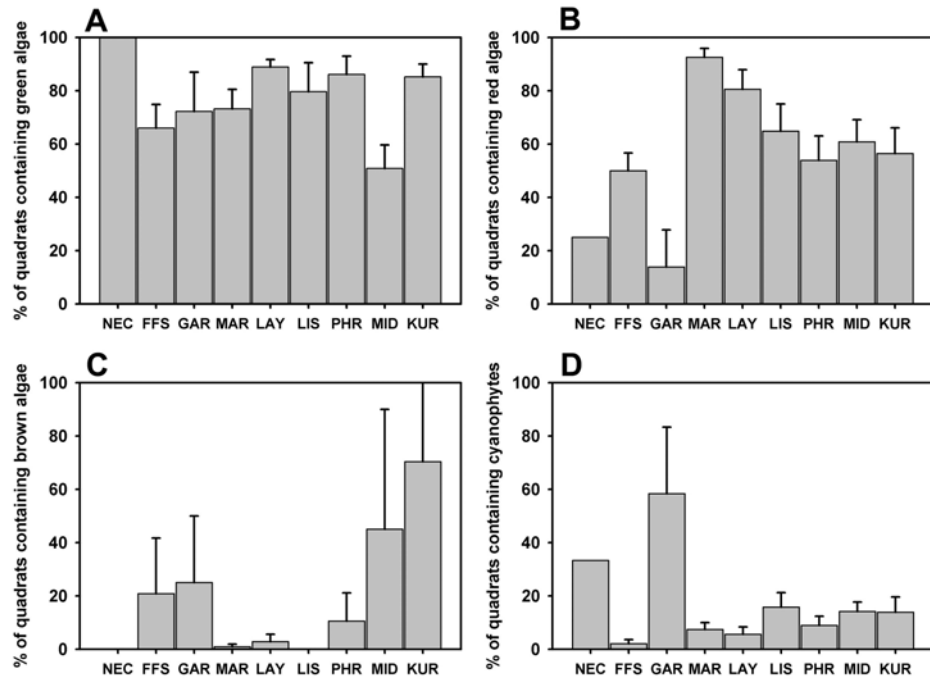 A
% of quadrats containing green algae
100
80
60
40
20
0
NEC FFS GAR MAR LAY LIS PHR MID KUR
B
% of quadrats containing red algae
100
80
60
40
20
0
NEC FFS GAR MAR LAY LIS PHR MID KUR
C
% of quadrats containing brown algae
100
80
60
40
20
0
NEC FFS GAR MAR LAY LIS PHR MID KUR
D
% of quadrats containing cyanophytes
100
80
60
40
20
0
NEC FFS GAR MAR LAY LIS PHR MID KUR